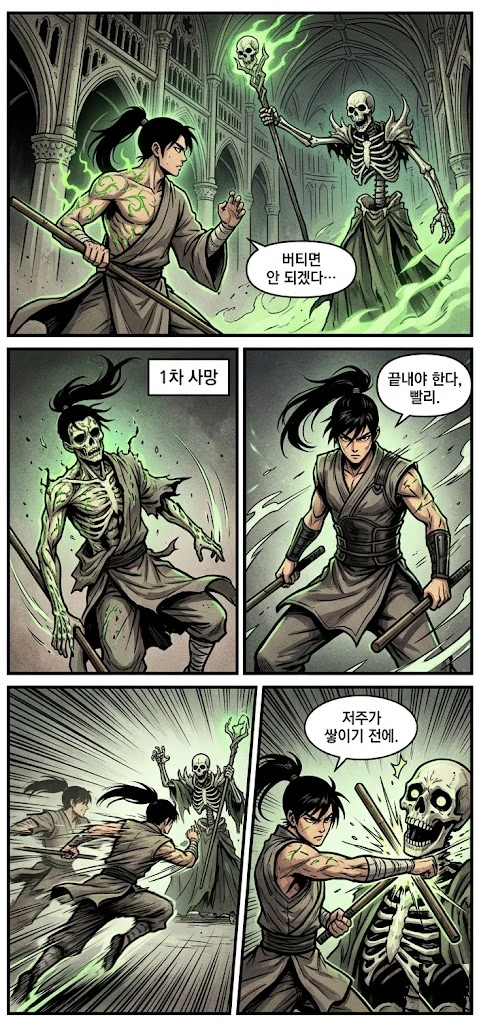 버티면
안 되겠다…
1차 사망
끝내야 한다,
빨리.
저주가
쌓이기 전에.